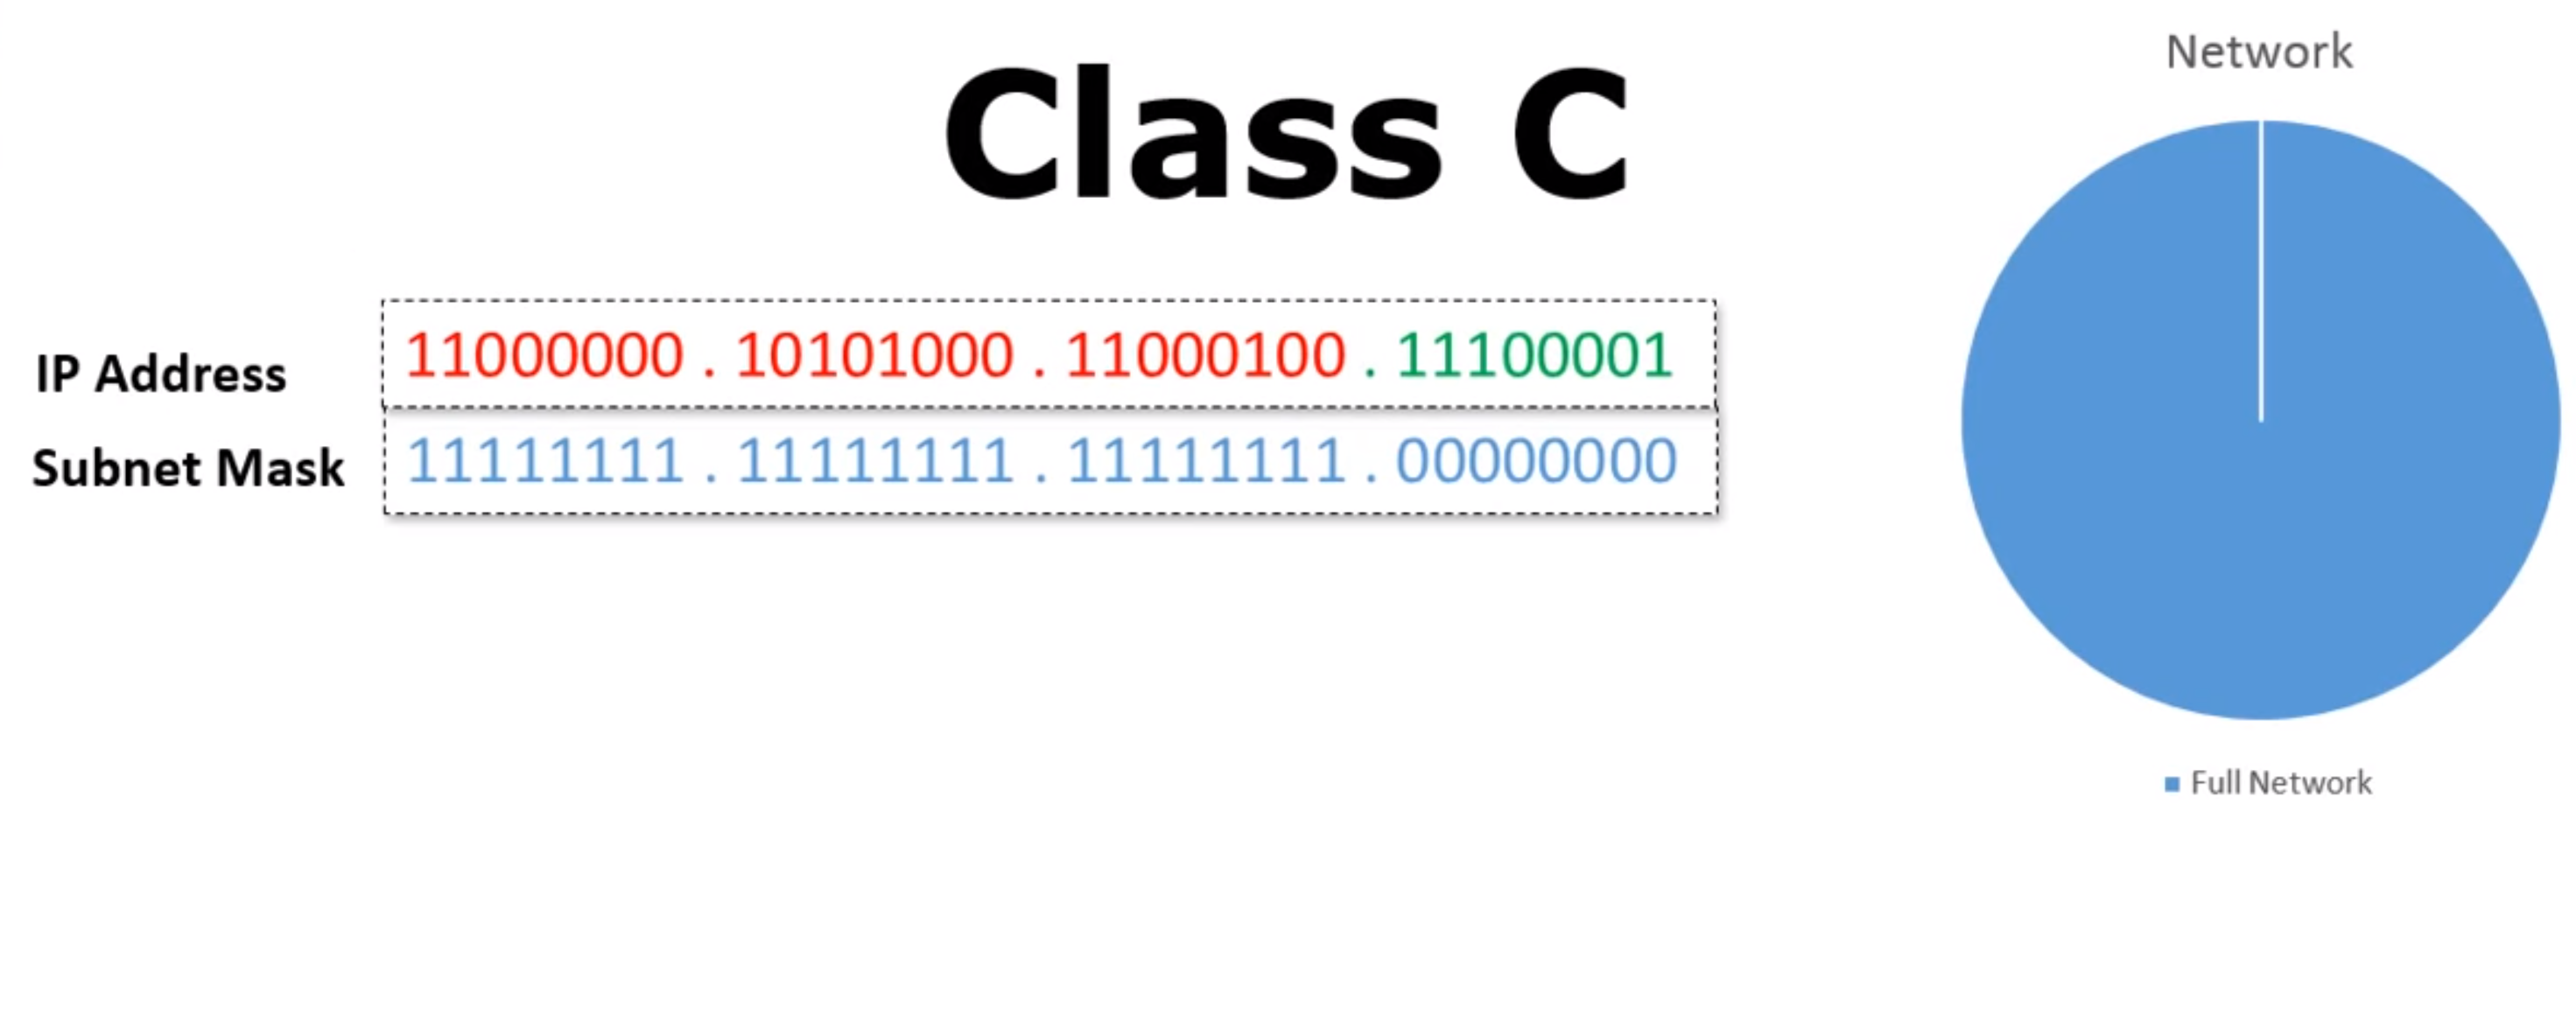 Class C
Network
IP Address
11000000 . 10101000 . 11000100 . 11100001
Subnet Mask
11111111 . 11111111 . 11111111 . 00000000
Full Network